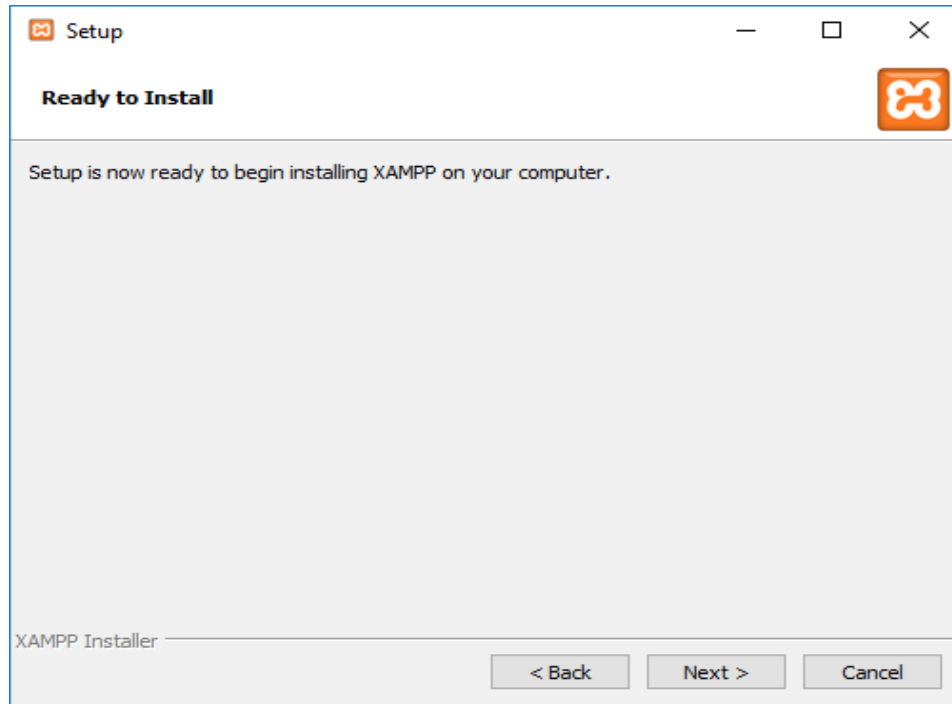 Setup
Ready to Install
Setup is now ready to begin installing XAMPP on your computer.
XAMPP Installer
< Back
Next >
Cancel